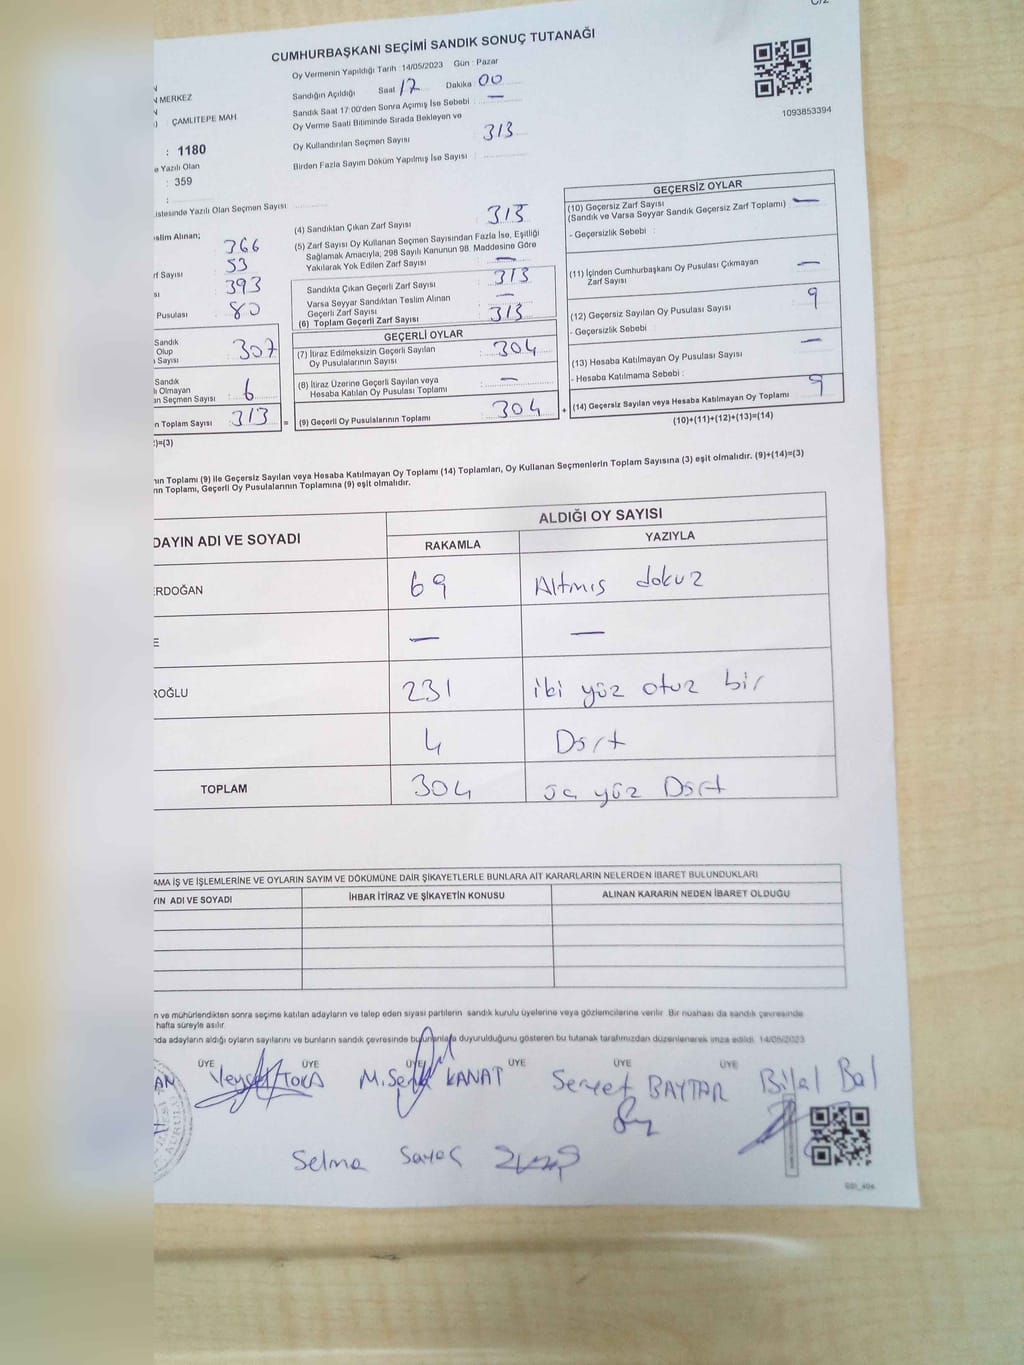 C/2
CUMHURBAŞKANI SEÇİMİ SANDIK SONUÇ TUTANAĞI
Oy Vermenin Yapıldığı Tarih : 14/05/2023 Gün : Pazar
Sandığın Açıldığı Saat 17 Dakika 00
Sandık Saat 17:00'den Sonra Açımış İse Sebebi : —
Oy Verme Saati Bitiminde Sırada Bekleyen ve
Oy Kullandırılan Seçmen Sayısı 313
Birden Fazla Sayım Döküm Yapılmış İse Sayısı :
1093853394
N MERKEZ
: ÇAMLITEPE MAH.
: 1180
e Yazılı Olan
: 359
:
Listesinde Yazılı Olan Seçmen Sayısı
slim Alınan;
366
rf Sayısı 53
sı 393
Pusulası 80
Sandık
Olup
Sayısı 307
Sandık
lı Olmayan
an Seçmen Sayısı : 6
n Toplam Sayısı 313 =
)=(3)
(4) Sandıktan Çıkan Zarf Sayısı 313
(5) Zarf Sayısı Oy Kullanan Seçmen Sayısından Fazla İse, Eşitliği
Sağlamak Amacıyla, 298 Sayılı Kanunun 98. Maddesine Göre
Yakılarak Yok Edilen Zarf Sayısı —
Sandıkta Çıkan Geçerli Zarf Sayısı 313
Varsa Seyyar Sandıktan Teslim Alınan
Geçerli Zarf Sayısı —
(6) Toplam Geçerli Zarf Sayısı 313
GEÇERLİ OYLAR
(7) İtiraz Edilmeksizin Geçerli Sayılan
Oy Pusulalarının Sayısı 304
(8) İtiraz Üzerine Geçerli Sayılan veya
Hesaba Katılan Oy Pusulası Toplamı —
(9) Geçerli Oy Pusulalarının Toplamı 304 +
GEÇERSİZ OYLAR
(10) Geçersiz Zarf Sayısı
(Sandık ve Varsa Seyyar Sandık Geçersiz Zarf Toplamı) —
- Geçersizlik Sebebi :
(11) İçinden Cumhurbaşkanı Oy Pusulası Çıkmayan
Zarf Sayısı —
(12) Geçersiz Sayılan Oy Pusulası Sayısı 9
- Geçersizlik Sebebi :
(13) Hesaba Katılmayan Oy Pusulası Sayısı —
- Hesaba Katılmama Sebebi :
(14) Geçersiz Sayılan veya Hesaba Katılmayan Oy Toplamı 9
(10)+(11)+(12)+(13)=(14)
nın Toplamı (9) ile Geçersiz Sayılan veya Hesaba Katılmayan Oy Toplamı (14) Toplamları, Oy Kullanan Seçmenlerin Toplam Sayısına (3) eşit olmalıdır. (9)+(14)=(3)
nın Toplamı, Geçerli Oy Pusulalarının Toplamına (9) eşit olmalıdır.
DAYIN ADI VE SOYADI ALDIĞI OY SAYISI
RAKAMLA YAZIYLA
ERDOĞAN 69 Altmış dokuz
E — —
ROĞLU 231 iki yüz otuz bir
4 Dört
TOPLAM 304 üç yüz Dört
AMA İŞ VE İŞLEMLERİNE VE OYLARIN SAYIM VE DÖKÜMÜNE DAİR ŞİKAYETLERLE BUNLARA AİT KARARLARIN NELERDEN İBARET BULUNDUKLARI
YIN ADI VE SOYADI İHBAR İTİRAZ VE ŞİKAYETİN KONUSU ALINAN KARARIN NEDEN İBARET OLDUĞU
n ve mühürlendikten sonra seçime katılan adayların ve talep eden siyasi partilerin sandık kurulu üyelerine veya gözlemcilerine verilir. Bir nüshası da sandık çevresinde
hafta süreyle asılır.
nda adayların aldığı oyların sayılarını ve bunların sandık çevresinde bu tutanakla duyurulduğunu gösteren bu tutanak tarafımızdan düzenlenerek imza edildi. 14/05/2023
ÜYE ÜYE ÜYE ÜYE ÜYE ÜYE
AN Veysel TOKA M. KANAT Servet BAYTAR Bilal Bal
Selma